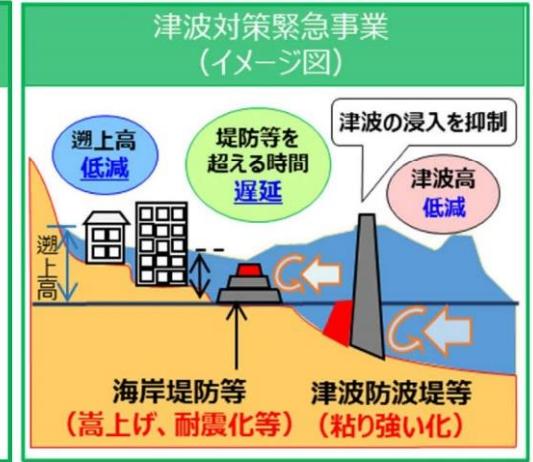 津波対策緊急事業
（イメージ図）
津波の浸入を抑制
遡上高
低減
堤防等を
超える時間
遅延
津波高
低減
遡上高
海岸堤防等
（嵩上げ、耐震化等）
津波防波堤等
（粘り強い化）